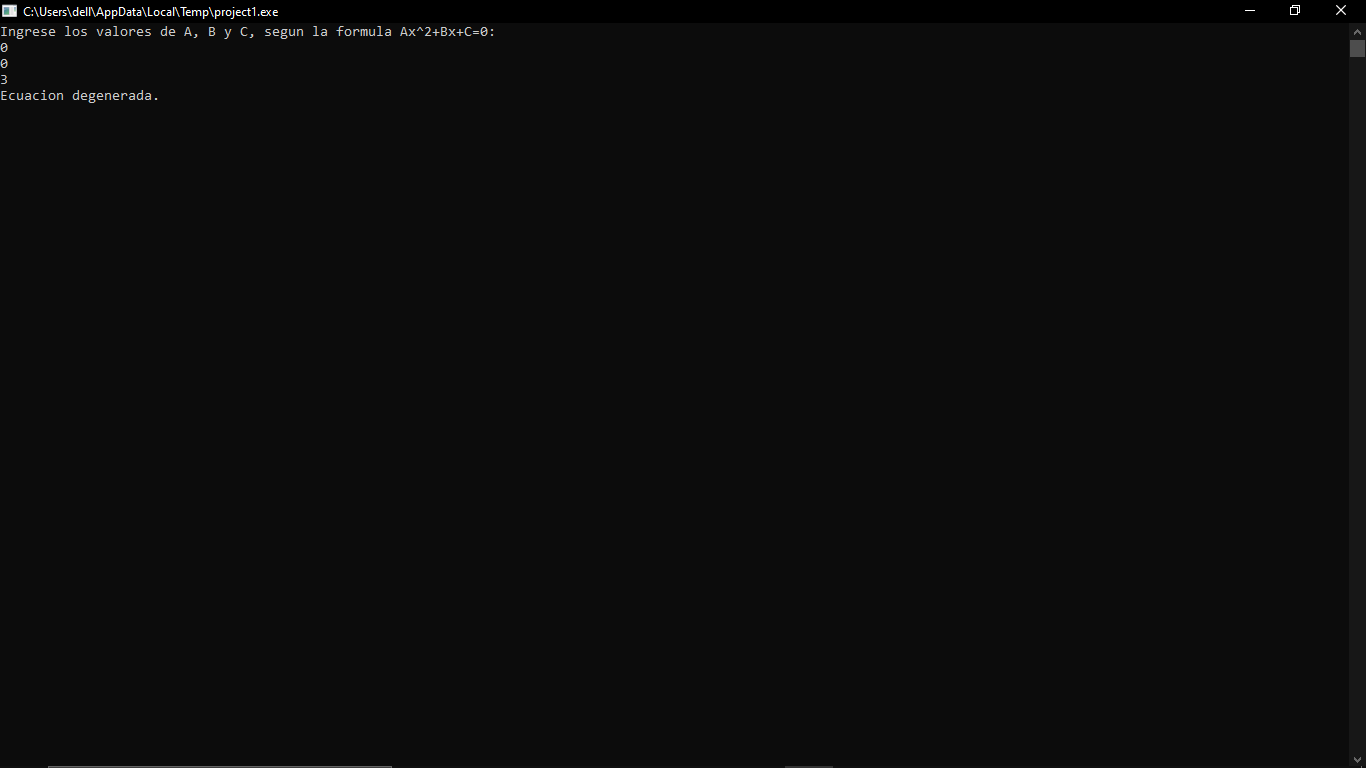 C:\Users\dell\AppData\Local\Temp\project1.exe
Ingrese los valores de A, B y C, segun la formula Ax^2+Bx+C=0:
0
0
3
Ecuacion degenerada.